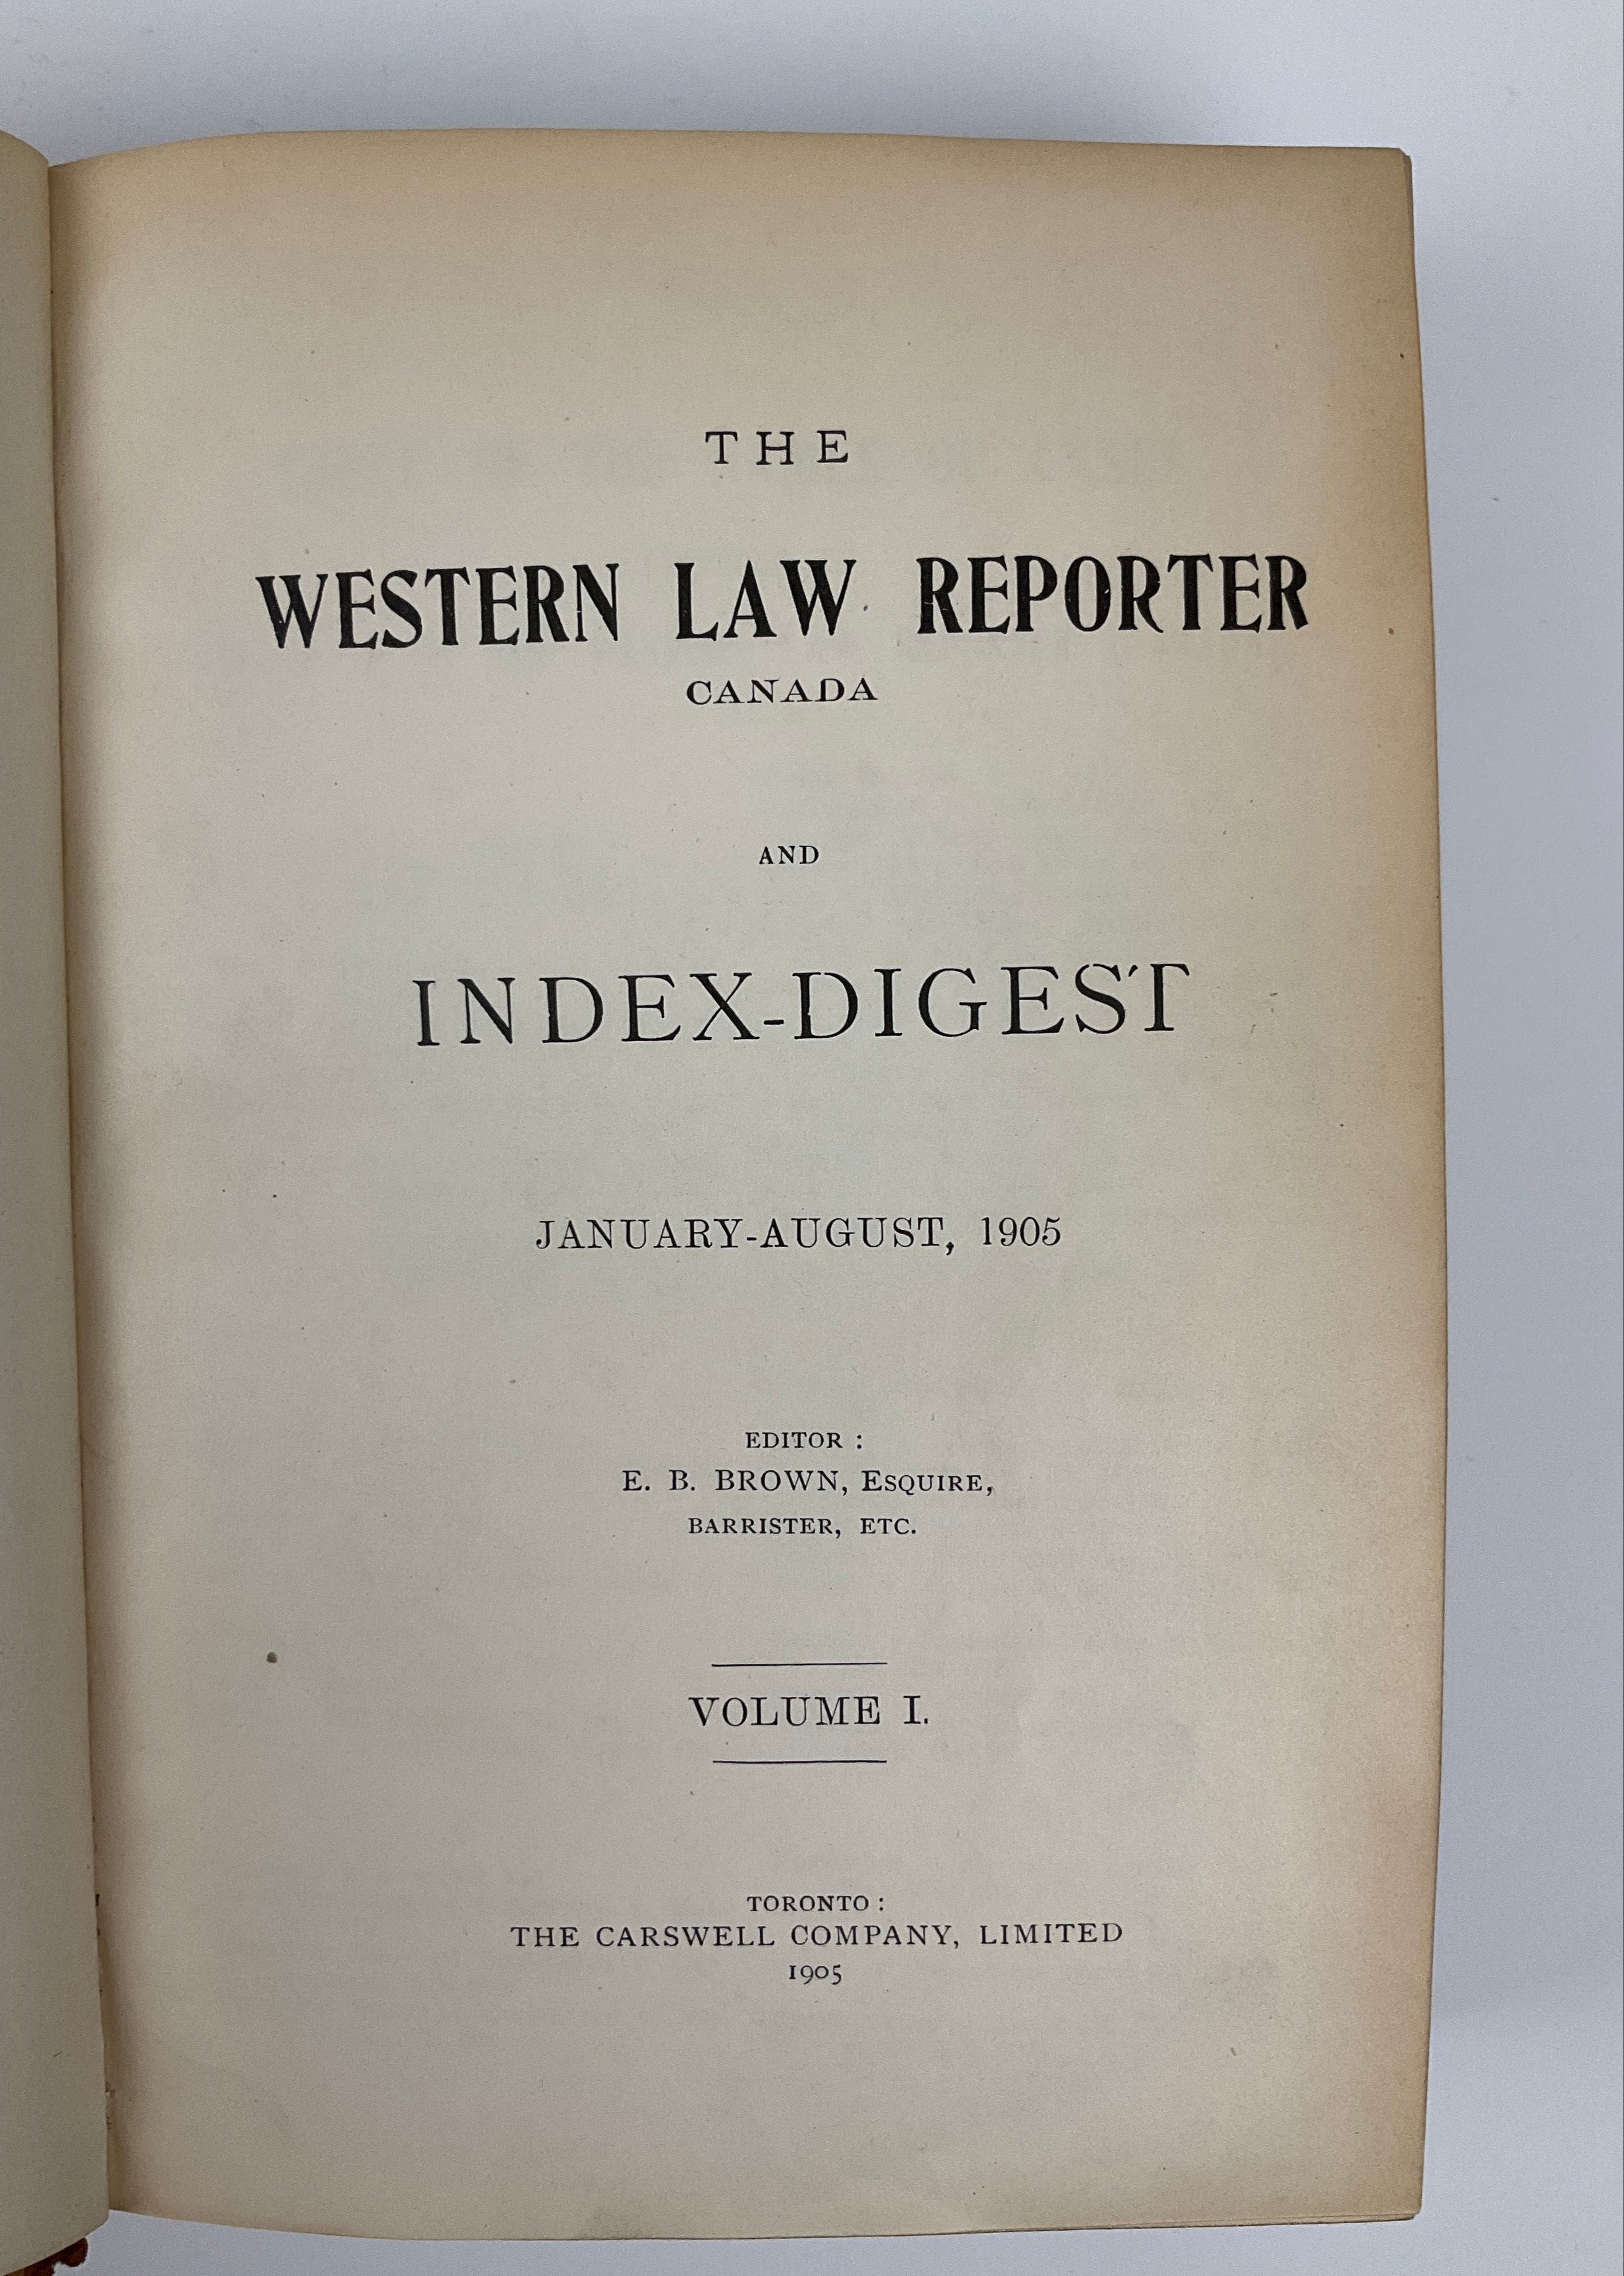 THE
WESTERN LAW REPORTER
CANADA
AND
INDEX-DIGEST
JANUARY-AUGUST, 1905
EDITOR :
E. B. BROWN, ESQUIRE,
BARRISTER, ETC.
VOLUME I.
TORONTO :
THE CARSWELL COMPANY, LIMITED
1905